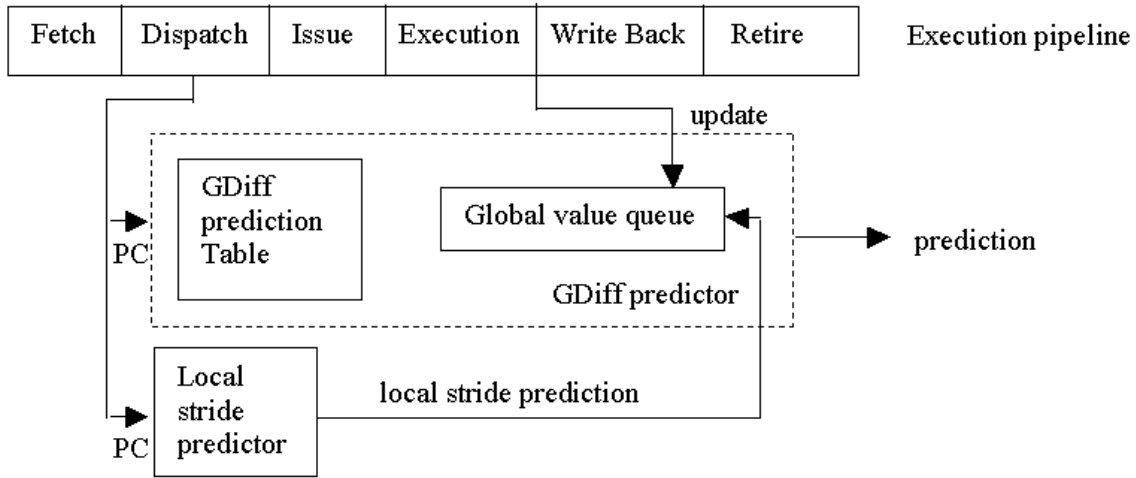 Fetch
Dispatch
Issue
Execution
Write Back
Retire
Execution pipeline
update
GDiff
prediction
Table
Global value queue
PC
prediction
GDiff predictor
Local
stride
predictor
local stride prediction
PC